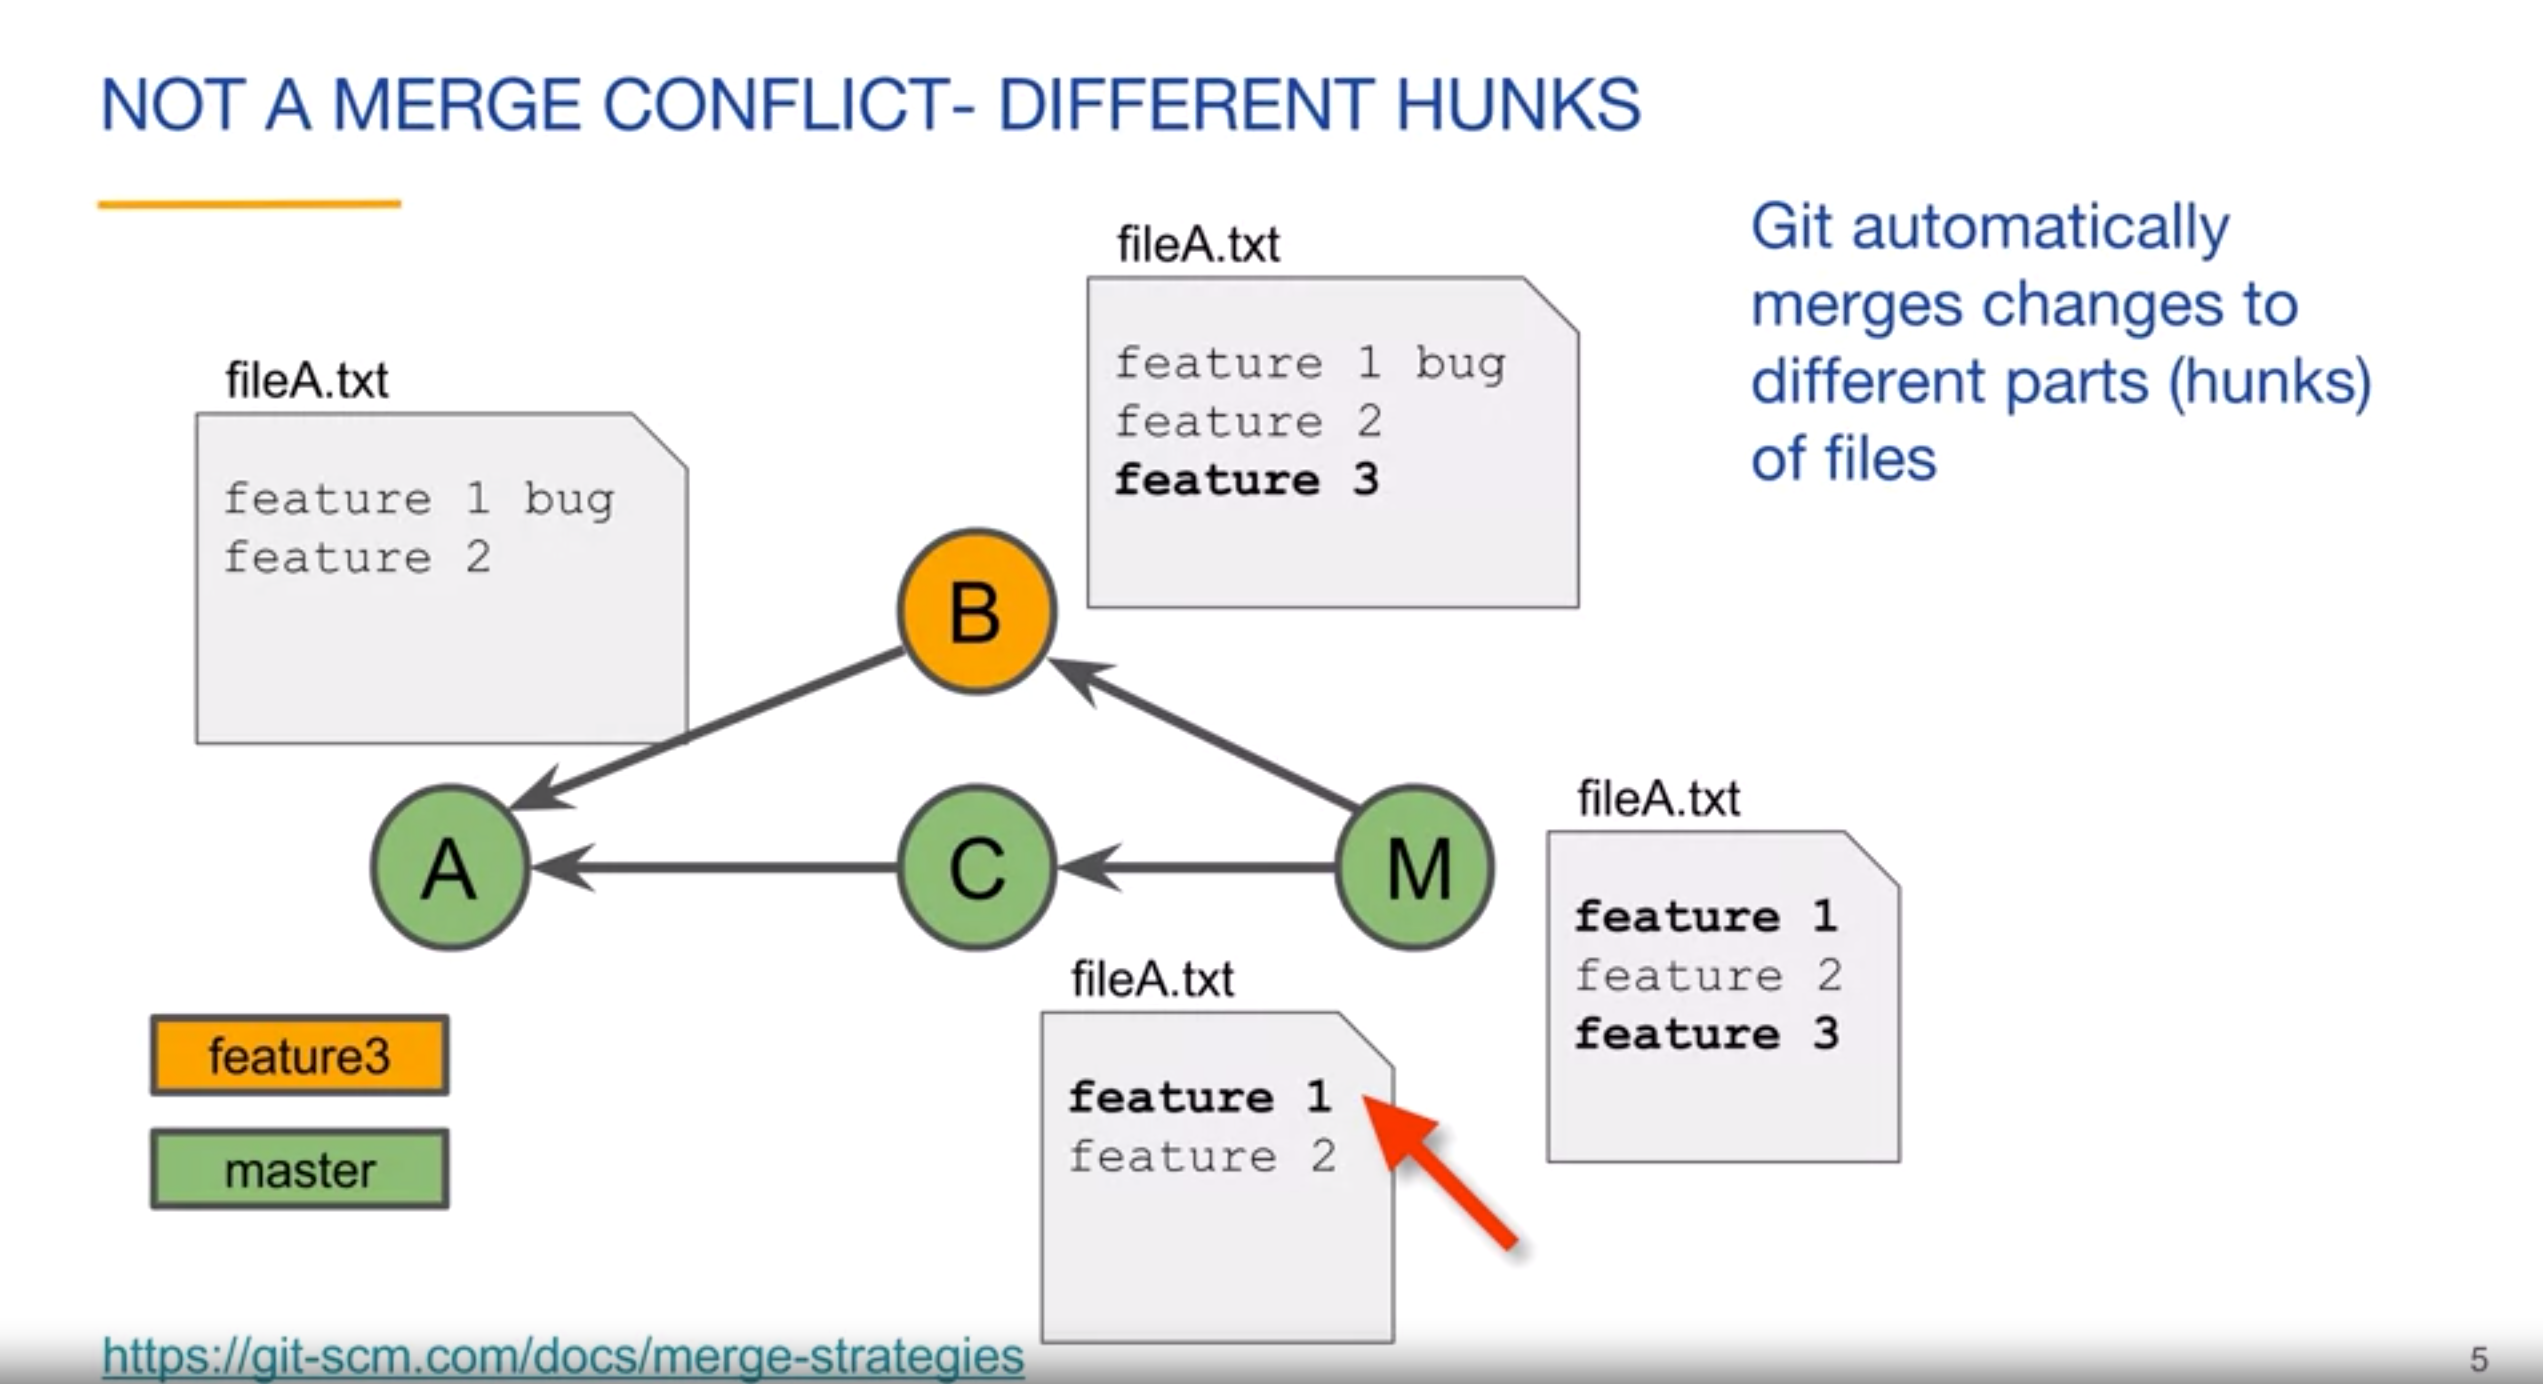 NOT A MERGE CONFLICT- DIFFERENT HUNKS
Git automatically
merges changes to
different parts (hunks)
of files
fileA.txt
feature 1 bug
feature 2
fileA.txt
feature 1 bug
feature 2
feature 3
B
A
C
M
fileA.txt
feature 1
feature 2
feature 3
fileA.txt
feature 1
feature 2
feature3
master
https://git-scm.com/docs/merge-strategies
5